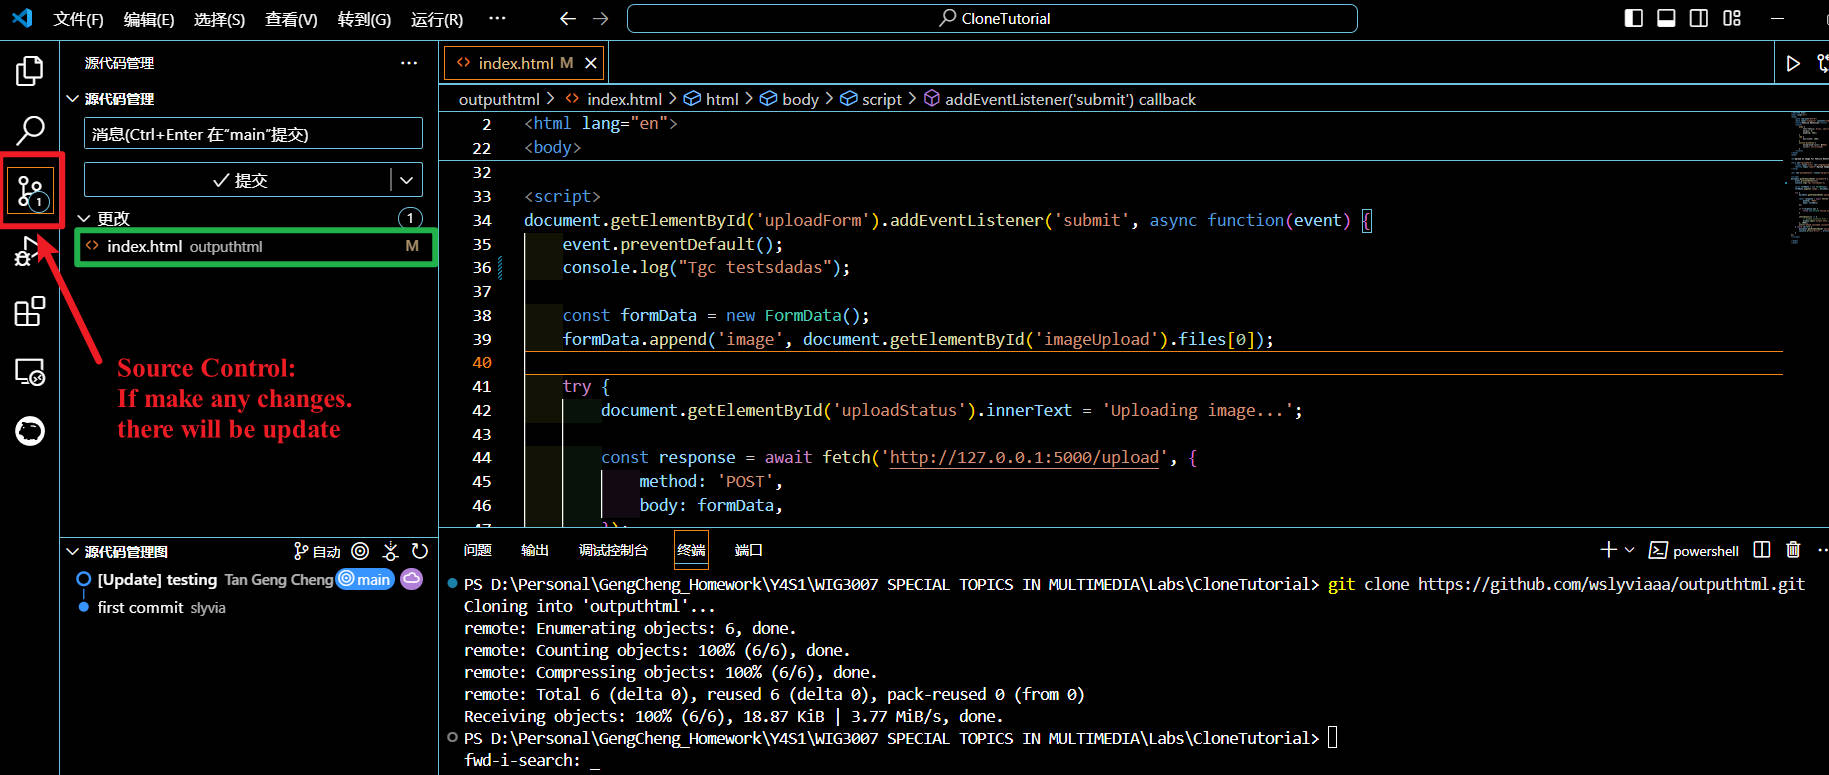 文件(F) 编辑(E) 选择(S) 查看(V) 转到(G) 运行(R) ··· CloneTutorial
源代码管理 ···
源代码管理
消息(Ctrl+Enter 在“main”提交)
提交
更改 1
index.html outputhtml M
1
Source Control:
If make any changes.
there will be update
源代码管理图 自动
[Update] testing Tan Geng Cheng main
first commit slyvia
index.html M
outputhtml > index.html > html > body > script > addEventListener('submit') callback
2 <html lang="en">
22 <body>
32
33 <script>
34 document.getElementById('uploadForm').addEventListener('submit', async function(event) {
35 event.preventDefault();
36 console.log("Tgc testsdadas");
37
38 const formData = new FormData();
39 formData.append('image', document.getElementById('imageUpload').files[0]);
40
41 try {
42 document.getElementById('uploadStatus').innerText = 'Uploading image...';
43
44 const response = await fetch('http://127.0.0.1:5000/upload', {
45 method: 'POST',
46 body: formData,
47 });
问题 输出 调试控制台 终端 端口 powershell ···
PS D:\Personal\GengCheng_Homework\Y4S1\WIG3007 SPECIAL TOPICS IN MULTIMEDIA\Labs\CloneTutorial> git clone https://github.com/wslyviaaa/outputhtml.git
Cloning into 'outputhtml'...
remote: Enumerating objects: 6, done.
remote: Counting objects: 100% (6/6), done.
remote: Compressing objects: 100% (6/6), done.
remote: Total 6 (delta 0), reused 6 (delta 0), pack-reused 0 (from 0)
Receiving objects: 100% (6/6), 18.87 KiB | 3.77 MiB/s, done.
PS D:\Personal\GengCheng_Homework\Y4S1\WIG3007 SPECIAL TOPICS IN MULTIMEDIA\Labs\CloneTutorial>
fwd-i-search: _